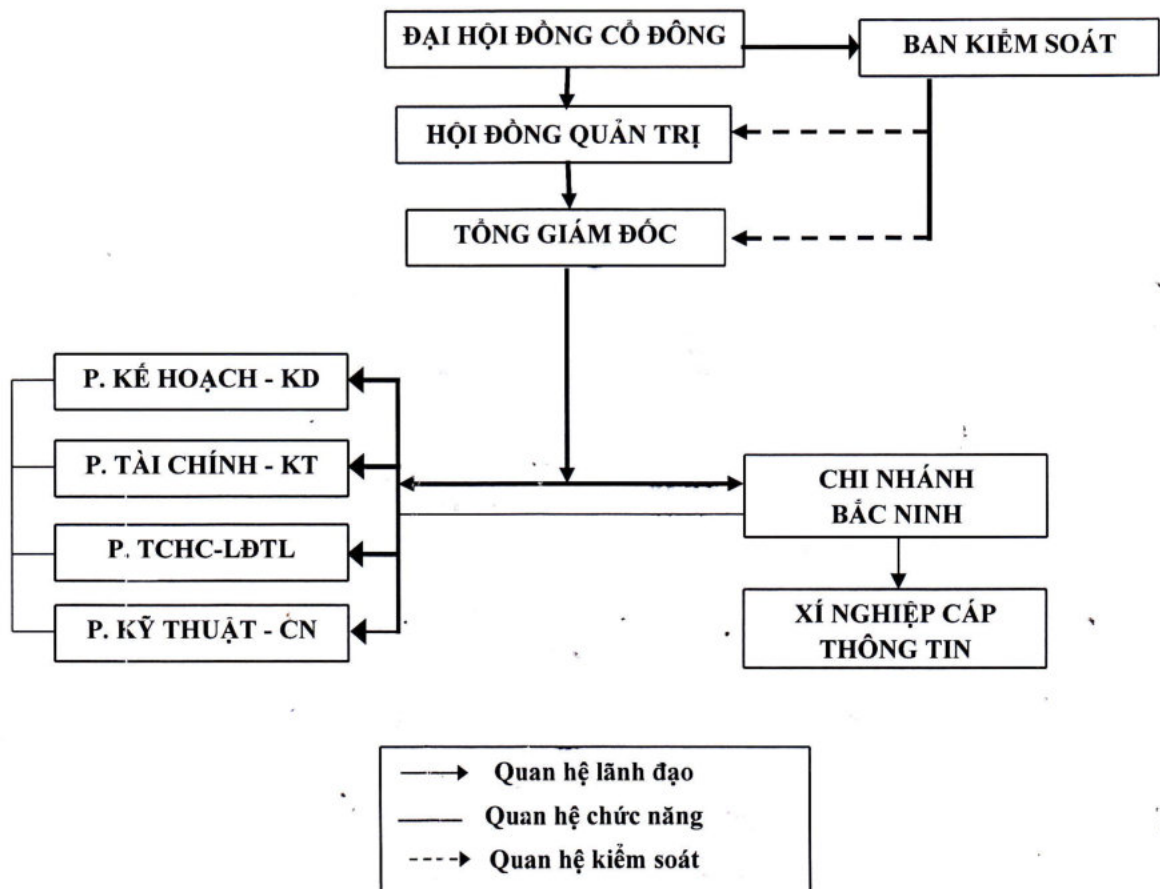 ĐẠI HỘI ĐỒNG CỔ ĐÔNG
BAN KIỂM SOÁT
HỘI ĐỒNG QUẢN TRỊ
TỔNG GIÁM ĐỐC
P. KẾ HOẠCH - KD
P. TÀI CHÍNH - KT
P. TCHC-LĐTL
P. KỸ THUẬT - CN
CHI NHÁNH
BẮC NINH
XÍ NGHIỆP CÁP
THÔNG TIN
Quan hệ lãnh đạo
Quan hệ chức năng
Quan hệ kiểm soát